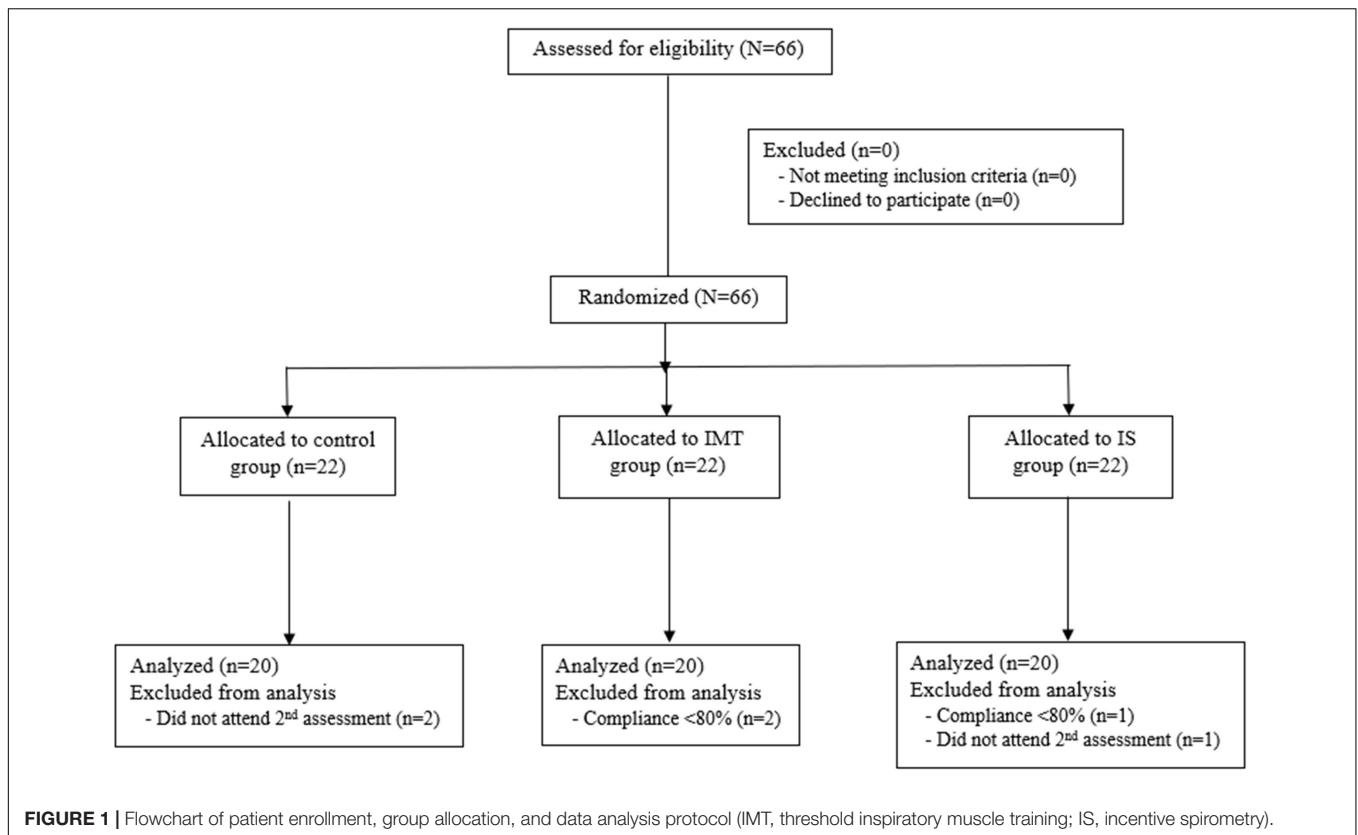 Assessed for eligibility (N=66)
Excluded (n=0)
- Not meeting inclusion criteria (n=0)
- Declined to participate (n=0)
Randomized (N=66)
Allocated to control
group (n=22)
Allocated to IMT
group (n=22)
Allocated to IS
group (n=22)
Analyzed (n=20)
Excluded from analysis
- Did not attend 2nd assessment (n=2)
Analyzed (n=20)
Excluded from analysis
- Compliance <80% (n=2)
Analyzed (n=20)
Excluded from analysis
- Compliance <80% (n=1)
- Did not attend 2nd assessment (n=1)
FIGURE 1 | Flowchart of patient enrollment, group allocation, and data analysis protocol (IMT, threshold inspiratory muscle training; IS, incentive spirometry).